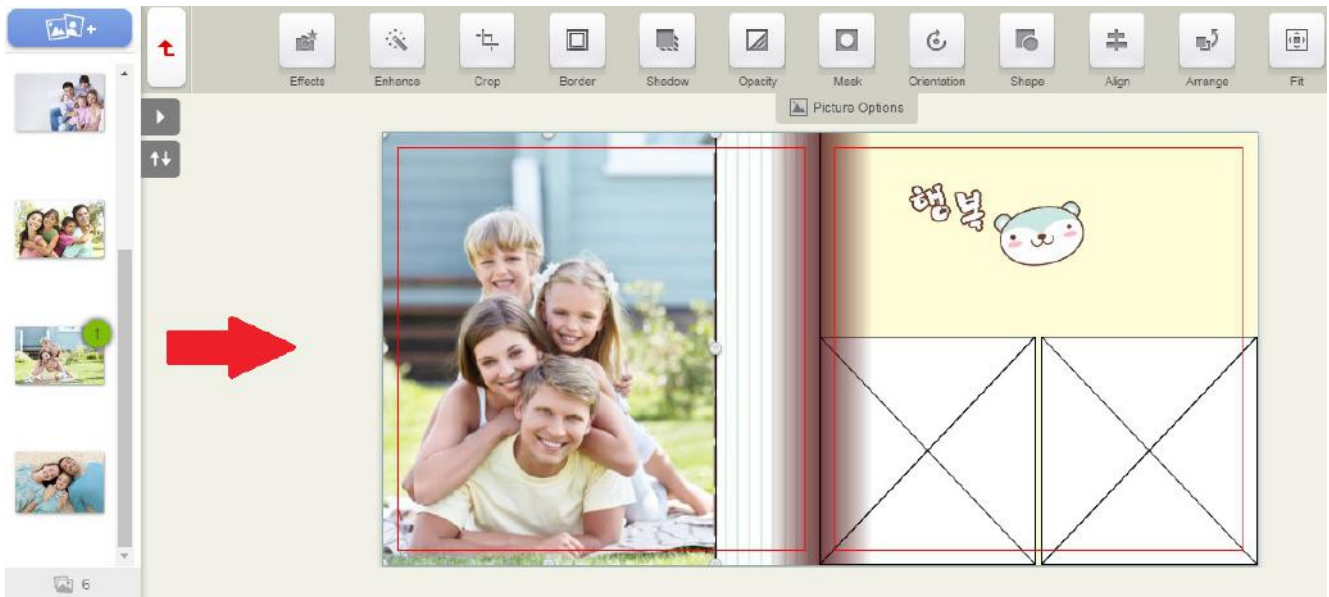 Effects Enhance Crop Border Shadow Opacity Mask Orientation Shape Align Arrange Fit
Picture Options
행복
1
6